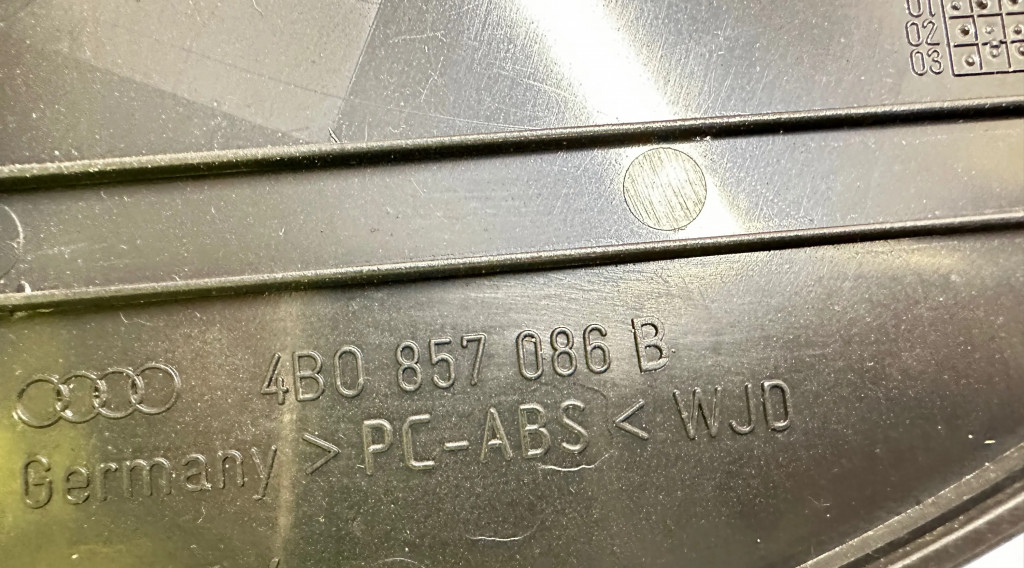 01
02
03
4B0 857 086 B
Germany >PC-ABS< WJD